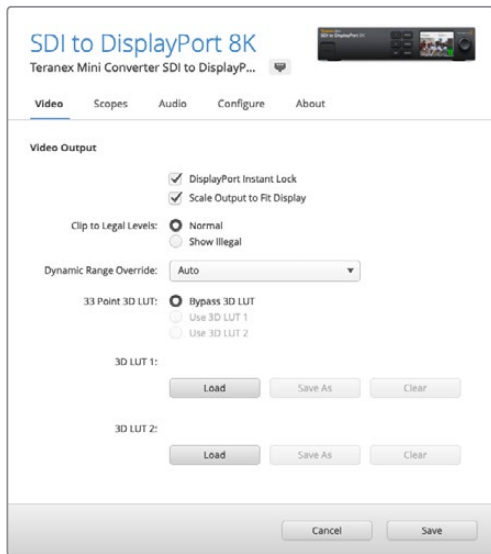 SDI to DisplayPort 8K
Teranex Mini Converter SDI to DisplayP...
Video Scopes Audio Configure About
Video Output
DisplayPort Instant Lock
Scale Output to Fit Display
Clip to Legal Levels: Normal
Show Illegal
Dynamic Range Override: Auto
33 Point 3D LUT: Bypass 3D LUT
Use 3D LUT 1
Use 3D LUT 2
3D LUT 1:
Load Save As Clear
3D LUT 2:
Load Save As Clear
Cancel Save